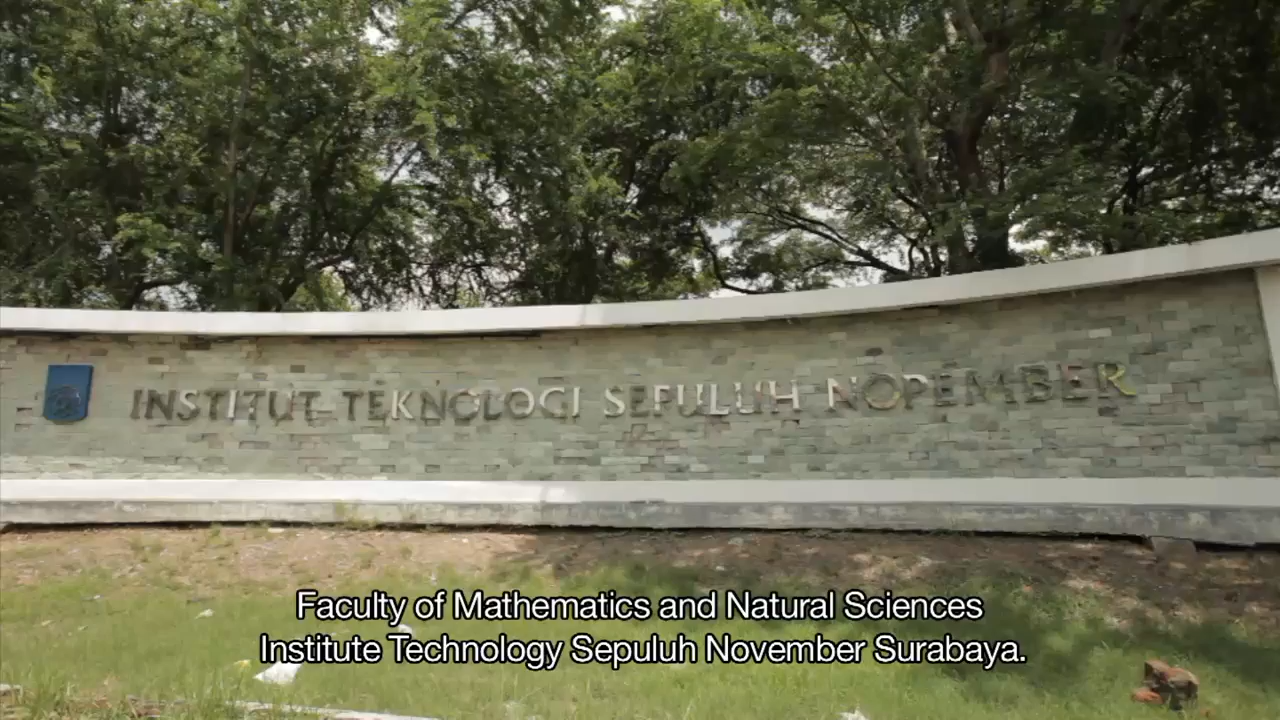 INSTITUT TEKNOLOGI SEPULUH NOPEMBER
Faculty of Mathematics and Natural Sciences
Institute Technology Sepuluh November Surabaya.